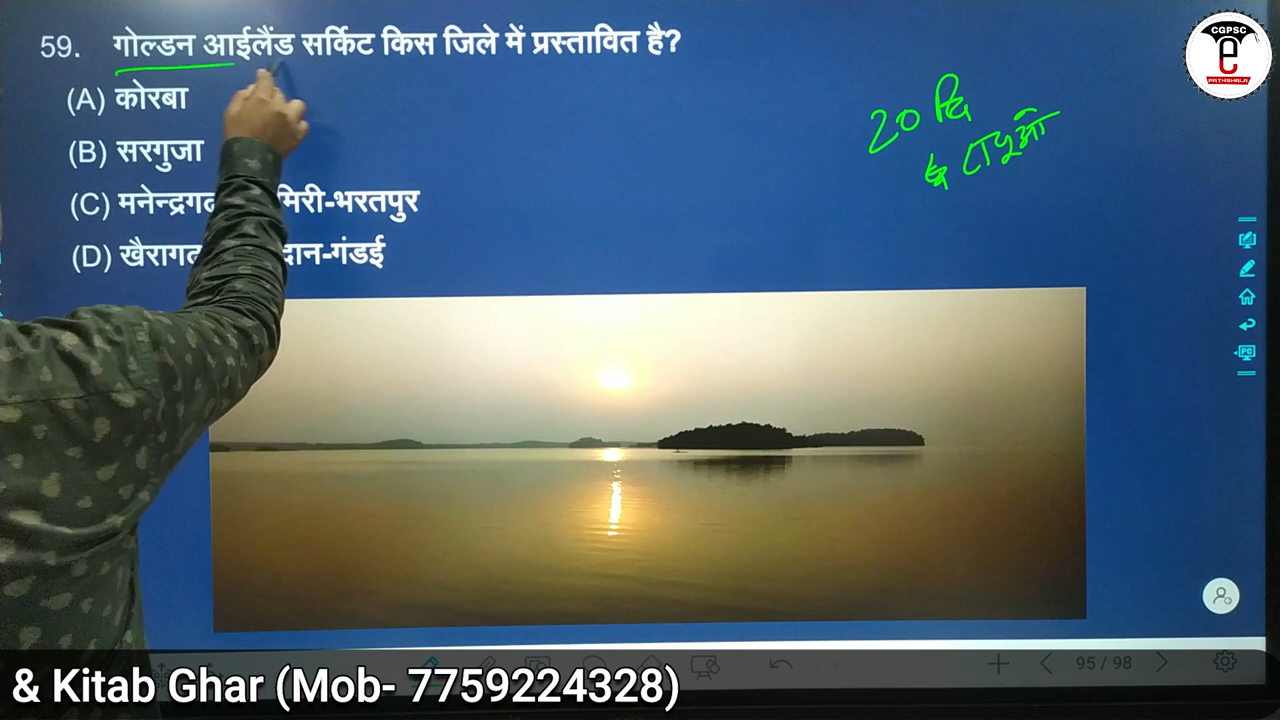 59. गोल्डन आईलैंड सर्किट किस जिले में प्रस्तावित है?
(A) कोरबा
(B) सरगुजा
(C) मनेन्द्रगढ़ मिरी-भरतपुर
(D) खैरागढ़ दान-गंडई
20
टापूओं
CGPSC
e
PATHSHALA
PC
95 / 98
& Kitab Ghar (Mob- 7759224328)